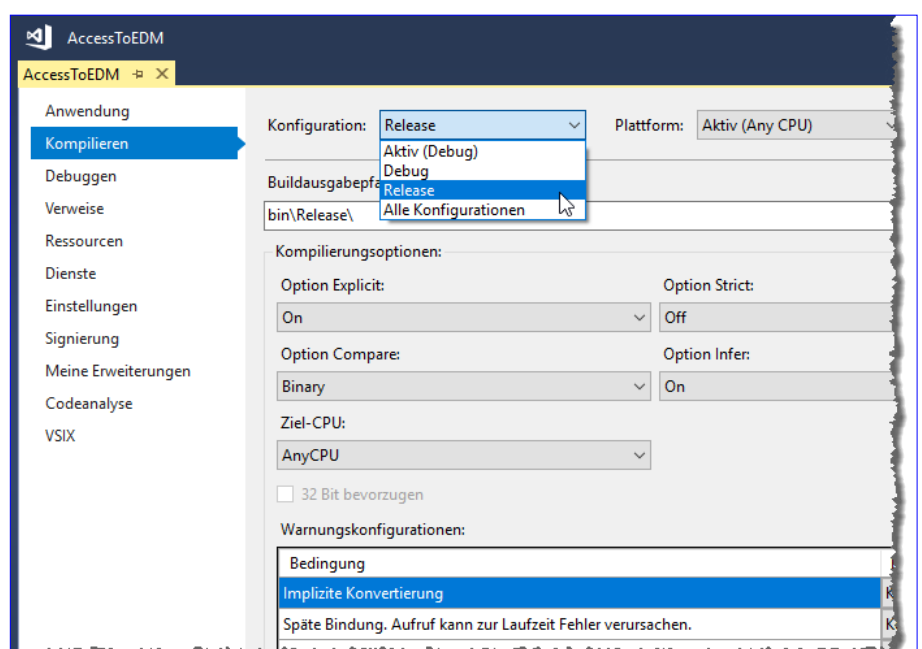 AccessToEDM
AccessToEDM
Anwendung
Kompilieren
Debuggen
Verweise
Ressourcen
Dienste
Einstellungen
Signierung
Meine Erweiterungen
Codeanalyse
VSIX
Konfiguration: Release Plattform: Aktiv (Any CPU)
Aktiv (Debug)
Debug
Release
Alle Konfigurationen
bin\Release\
Kompilierungsoptionen:
Option Explicit: Option Strict:
On Off
Option Compare: Option Infer:
Binary On
Ziel-CPU:
AnyCPU
32 Bit bevorzugen
Warnungskonfigurationen:
Bedingung
Implizite Konvertierung
Späte Bindung. Aufruf kann zur Laufzeit Fehler verursachen.